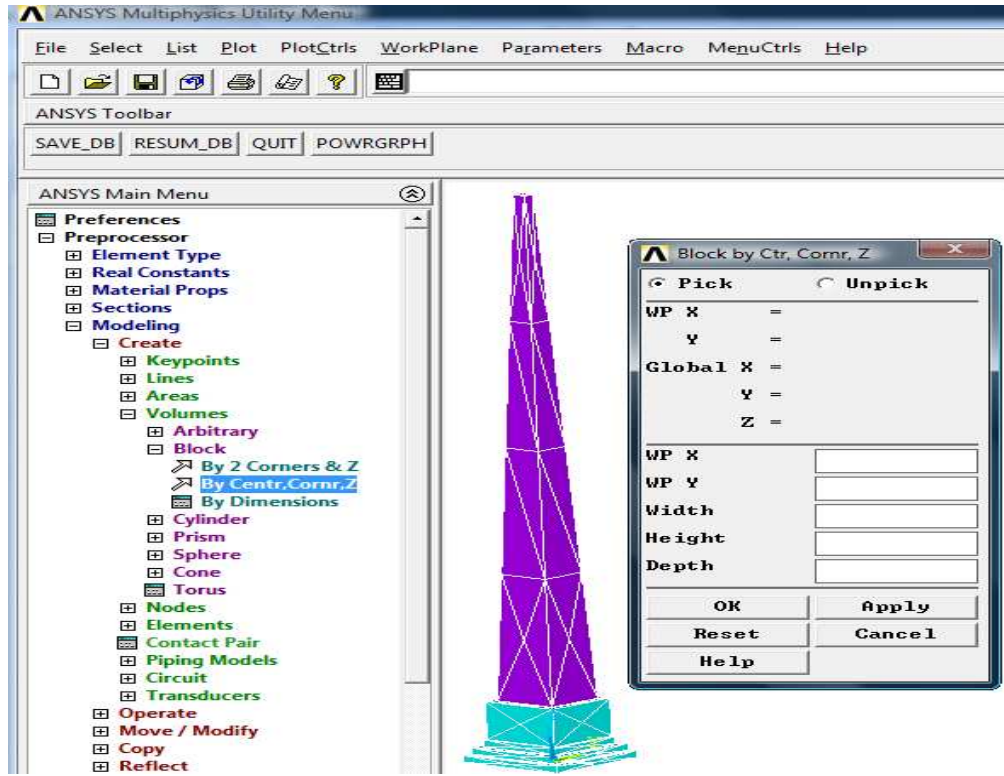 ANSYS Multiphysics Utility Menu
File Select List Plot PlotCtrls WorkPlane Parameters Macro MenuCtrls Help
ANSYS Toolbar
SAVE_DB RESUM_DB QUIT POWRGRPH
ANSYS Main Menu
Preferences
Preprocessor
Element Type
Real Constants
Material Props
Sections
Modeling
Create
Keypoints
Lines
Areas
Volumes
Arbitrary
Block
By 2 Corners & Z
By Centr,Cornr,Z
By Dimensions
Cylinder
Prism
Sphere
Cone
Torus
Nodes
Elements
Contact Pair
Piping Models
Circuit
Transducers
Operate
Move / Modify
Copy
Reflect
Block by Ctr, Cornr, Z
Pick Unpick
WP X =
Y =
Global X =
Y =
Z =
WP X
WP Y
Width
Height
Depth
OK Apply
Reset Cancel
Help